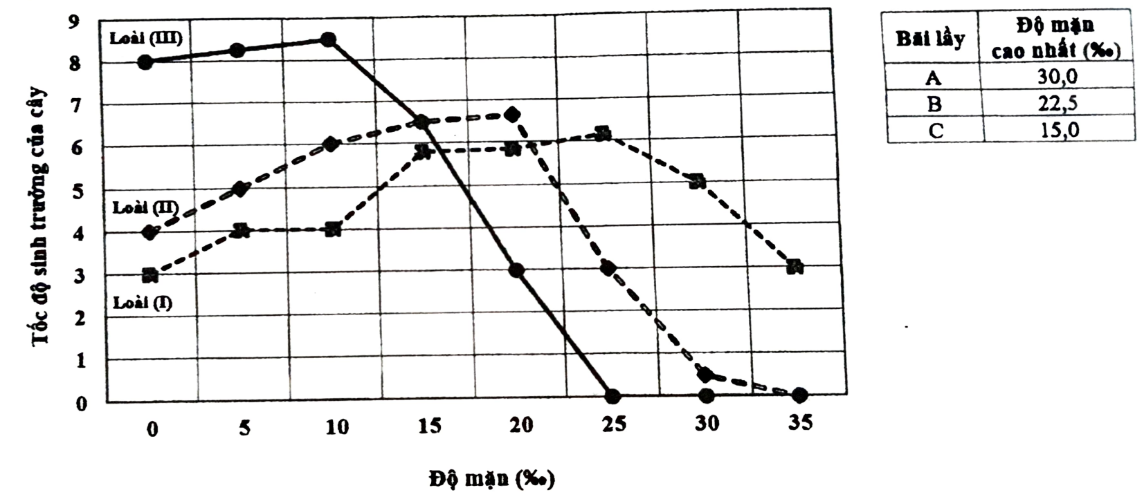 9
8
7
6
5
4
3
2
1
0
Tốc độ sinh trưởng của cây
Loài (III)
Loài (II)
Loài (I)
0 5 10 15 20 25 30 35
Độ mặn (‰)
Bãi lầy Độ mặn
cao nhất (‰)
A 30,0
B 22,5
C 15,0